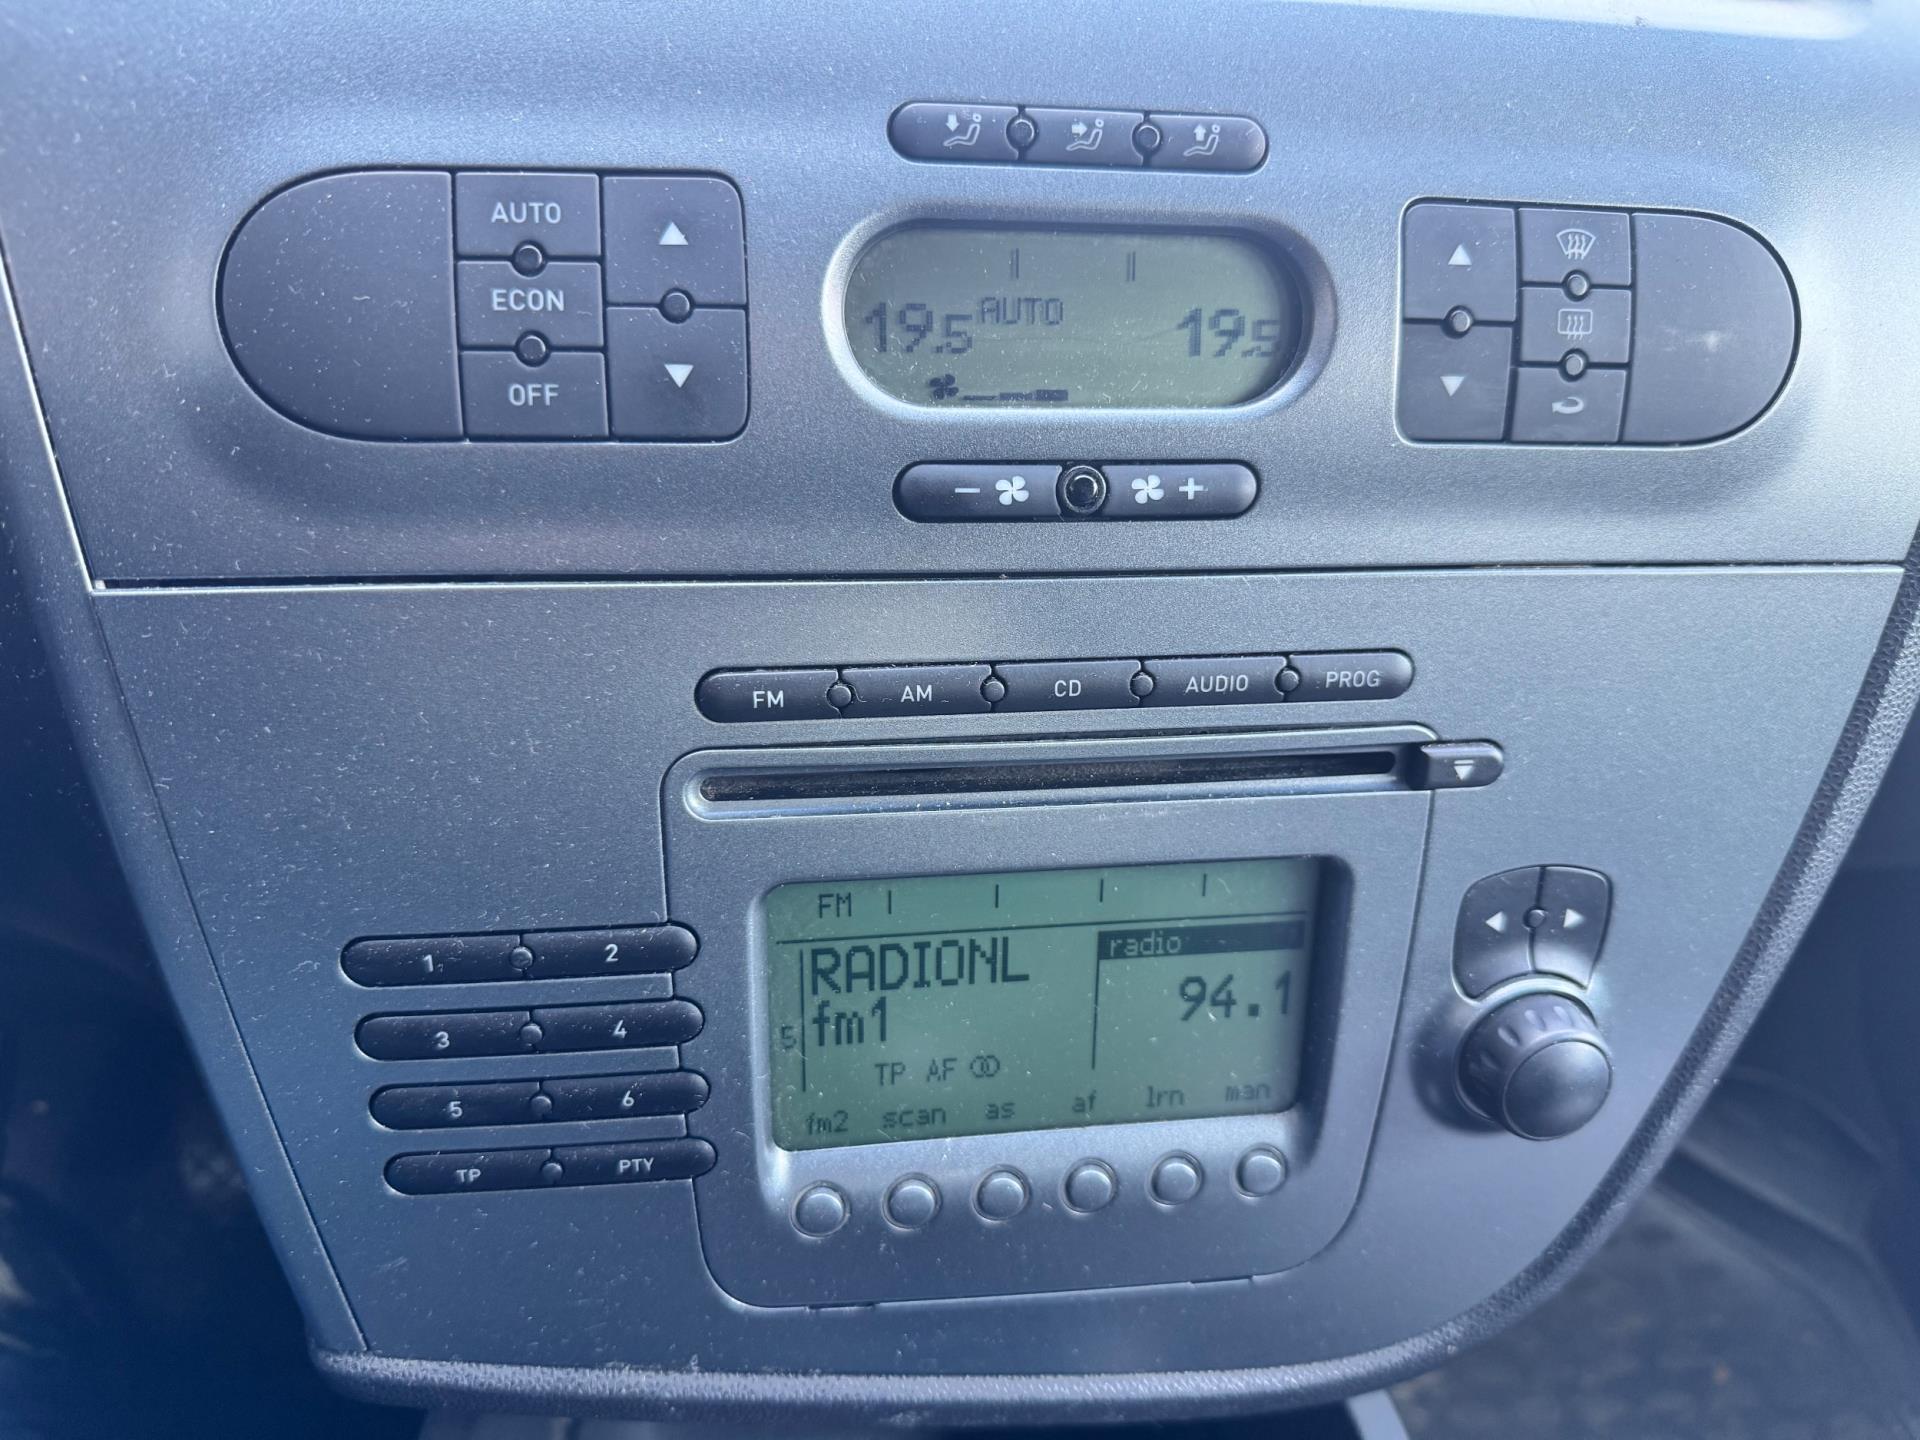 AUTO
ECON
OFF
AUTO
19.5
19.5
- +
FM AM CD AUDIO PROG
1 2
3 4
5 6
TP PTY
FM
RADIONL
radio
5 fm1
94.1
TP AF
fm2 scan as af lrn man